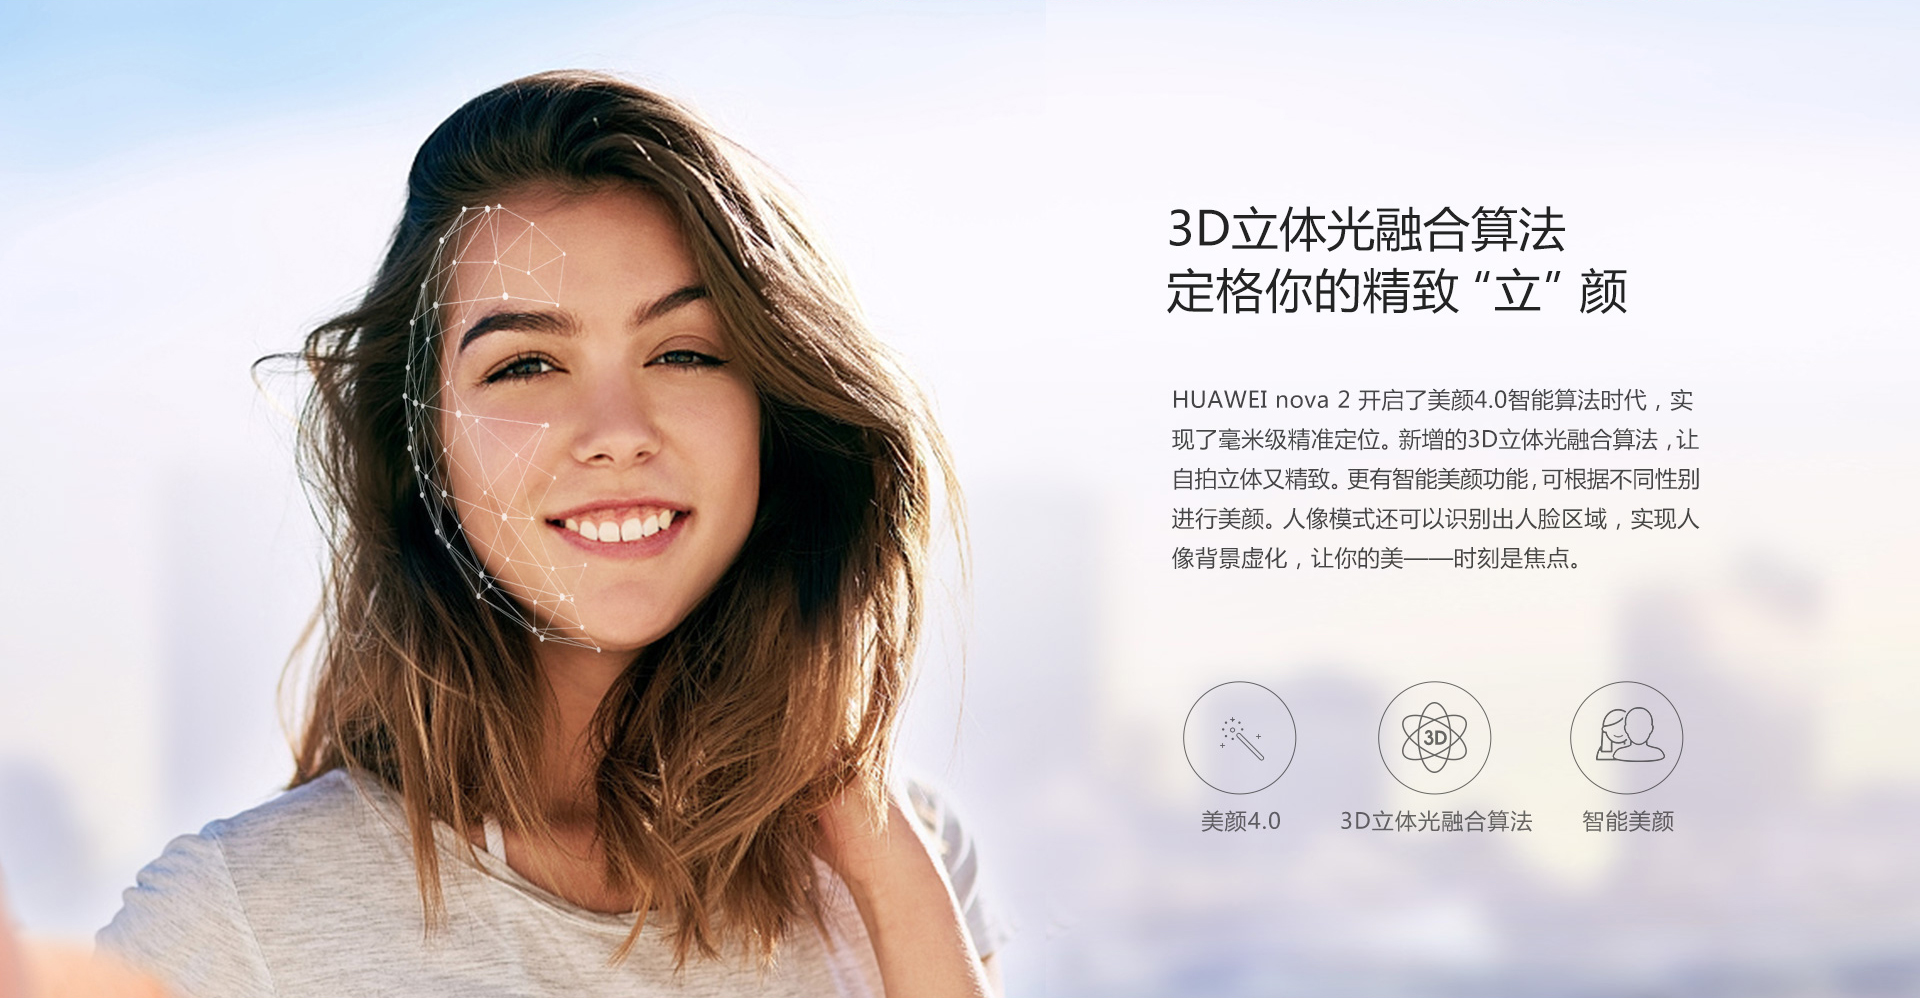 3D立体光融合算法
定格你的精致“立”颜
HUAWEI nova 2 开启了美颜4.0智能算法时代，实
现了毫米级精准定位。新增的3D立体光融合算法，让
自拍立体又精致。更有智能美颜功能，可根据不同性别
进行美颜。人像模式还可以识别出人脸区域，实现人
像背景虚化，让你的美——时刻是焦点。
3D
美颜4.0
3D立体光融合算法
智能美颜